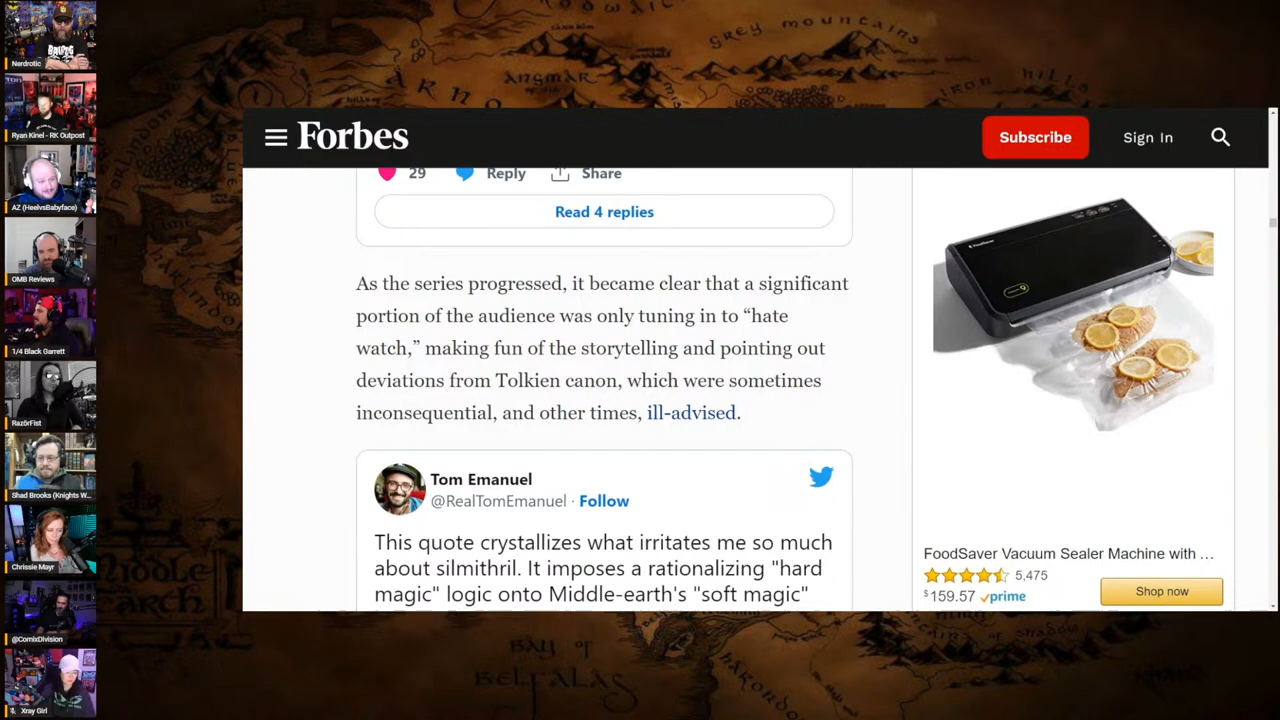 Nerdrotic
Ryan Kinel - RK Outpost
AZ (HeelvsBabyface)
OMB Reviews
1/4 Black Garrett
RazörFist
Shad Brooks (Knights W...
Chrissie Mayr
@ComixDivision
Xray Girl
GREY MOUNTAINS
ANGMAR
IRON HILLS
Forbes
Subscribe
Sign In
29
Reply
Share
Read 4 replies
As the series progressed, it became clear that a significant
portion of the audience was only tuning in to “hate
watch,” making fun of the storytelling and pointing out
deviations from Tolkien canon, which were sometimes
inconsequential, and other times, ill-advised.
Tom Emanuel
@RealTomEmanuel · Follow
This quote crystallizes what irritates me so much
about silmithril. It imposes a rationalizing "hard
magic" logic onto Middle-earth's "soft magic"
FoodSaver Vacuum Sealer Machine with ...
5,475
$159.57 prime
Shop now
MIDDLE
EARTH
BAY OF
BELFALAS